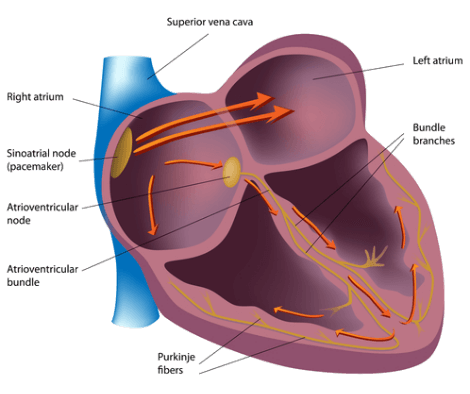 Superior vena cava
Left atrium
Right atrium
Bundle
branches
Sinoatrial node
(pacemaker)
Atrioventricular
node
Atrioventricular
bundle
Purkinje
fibers